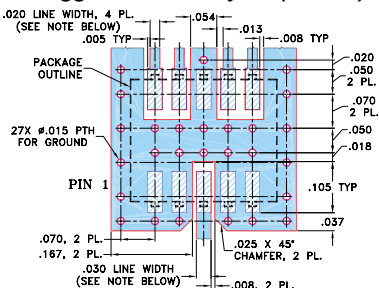 .020 LINE WIDTH, 4 PL.
(SEE NOTE BELOW)
.054
.013
.005 TYP
.008 TYP
PACKAGE
OUTLINE
.020
.050
2 PL.
.070
2 PL.
27X ø.015 PTH
FOR GROUND
.050
.018
PIN 1
.105 TYP
.037
.070, 2 PL.
.167, 2 PL.
.025 X 45°
CHAMFER, 2 PL.
.030 LINE WIDTH
(SEE NOTE BELOW)
.008, 2 PL.